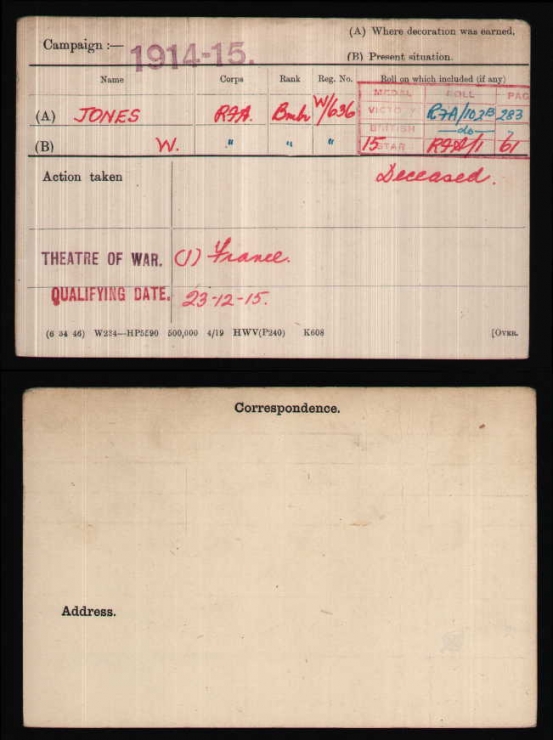 (A) Where decoration was earned.
Campaign :— 1914-15.
(B) Present situation.
Name Corps Rank Reg. No. Roll on which included (if any)
MEDAL ROLL PAG
(A) JONES R.F.A. Bmbr W/636 VICTORY RFA/102B 283
BRITISH —do— "
(B) W. " " " 15 STAR RFA/1 61
Action taken Deceased.
THEATRE OF WAR. (1) France.
QUALIFYING DATE. 23-12-15.
(6 34 46) W234—HP5590 500,000 4/19 HWV(P240) K608 [OVER.
Correspondence.
Address.